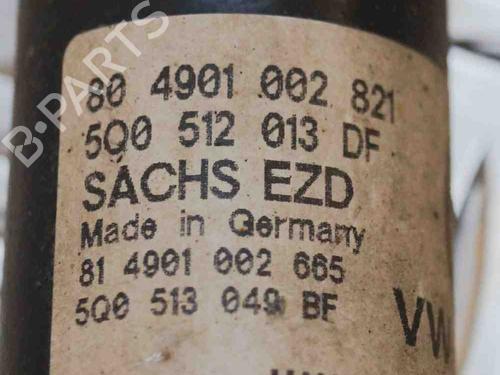 B-PARTS
80 4901 002 821
5Q0 512 013 DF
SACHS EZD
Made in Germany
81 4901 002 665
5Q0 513 049 BF
VW